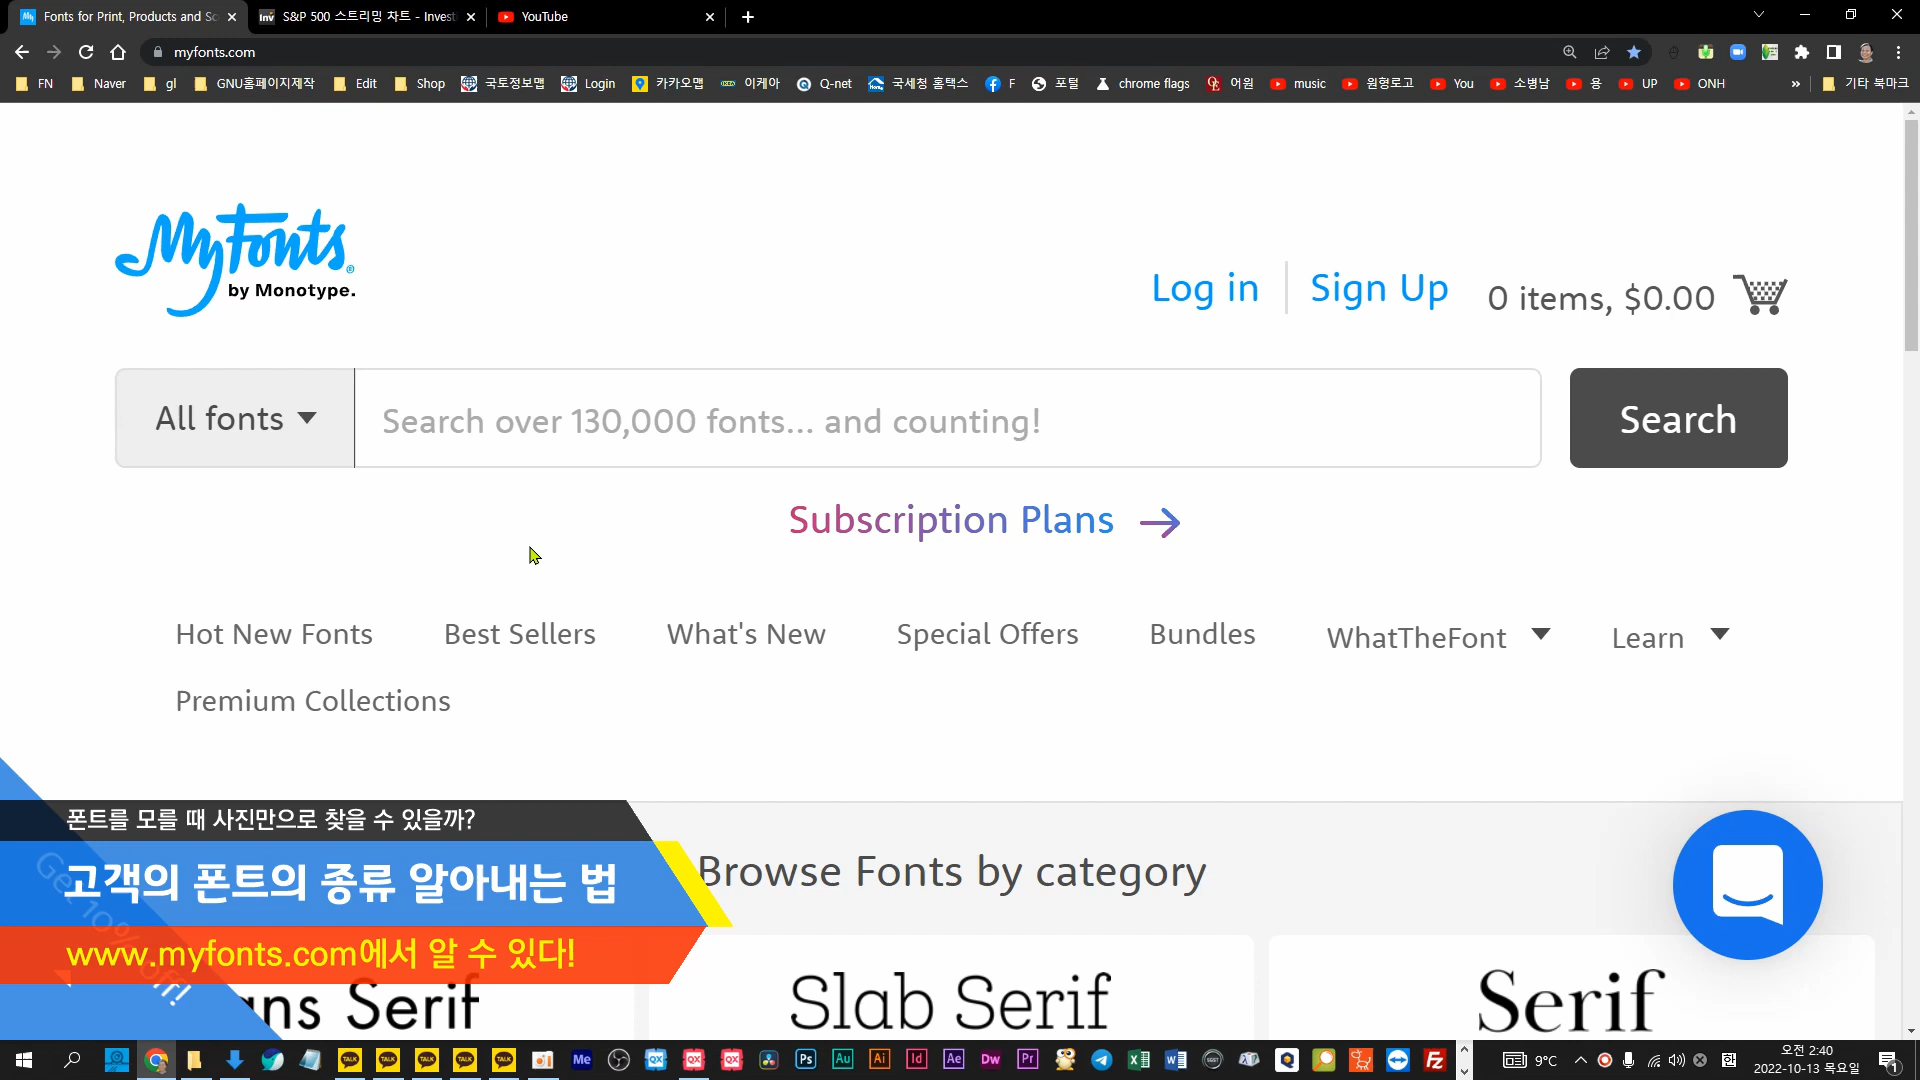 Fonts for Print, Products and Sc
S&P 500 스트리밍 차트 - Invest
YouTube
myfonts.com
FN
Naver
gl
GNU홈페이지제작
Edit
Shop
국토정보맵
Login
카카오맵
이케아
Q-net
국세청 홈택스
F
포털
chrome flags
어원
music
원형로고
You
소병남
용
UP
ONH
기타 북마크
MyFonts®
by Monotype.
Log in
Sign Up
0 items, $0.00
All fonts
Search over 130,000 fonts... and counting!
Search
Subscription Plans
Hot New Fonts
Best Sellers
What's New
Special Offers
Bundles
WhatTheFont
Learn
Premium Collections
폰트를 모를 때 사진만으로 찾을 수 있을까?
고객의 폰트의 종류 알아내는 법
www.myfonts.com에서 알 수 있다!
Get 10% off!
Browse Fonts by category
ans Serif
Slab Serif
Serif
9°C
오전 2:40
2022-10-13 목요일